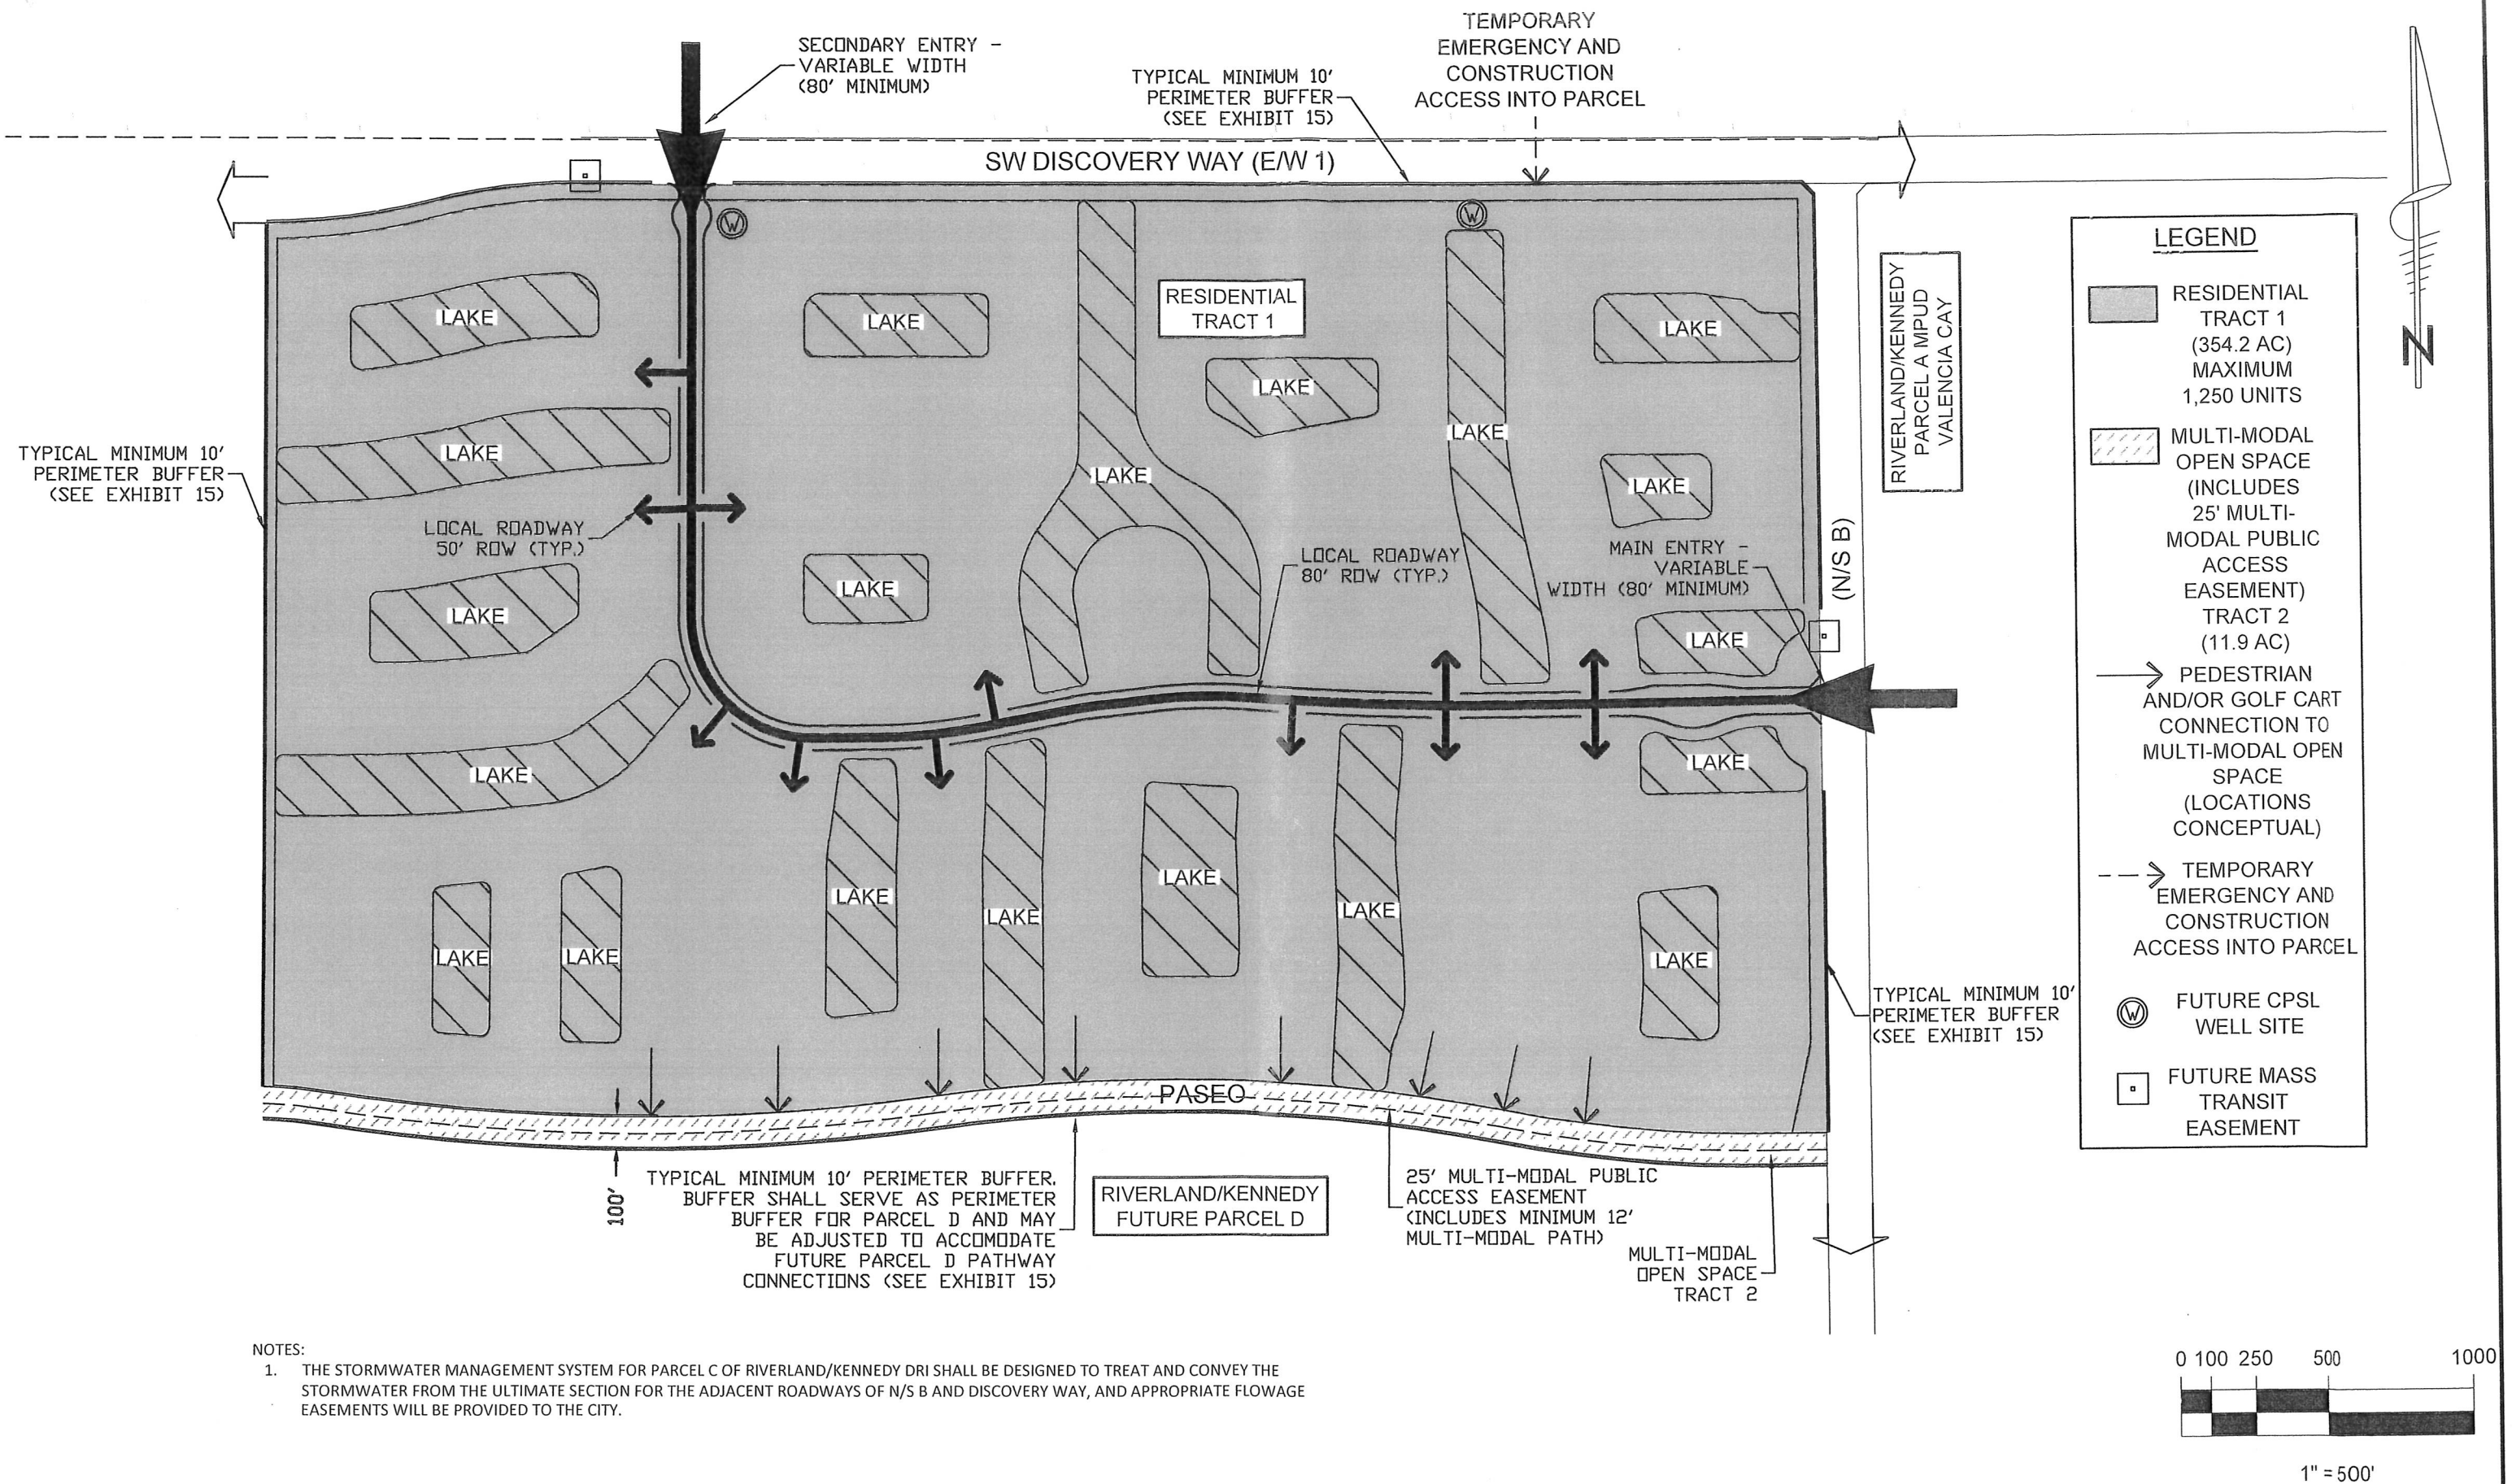 SECONDARY ENTRY -
VARIABLE WIDTH
(80' MINIMUM)
TYPICAL MINIMUM 10'
PERIMETER BUFFER
(SEE EXHIBIT 15)
TEMPORARY
EMERGENCY AND
CONSTRUCTION
ACCESS INTO PARCEL
SW DISCOVERY WAY (E/W 1)
W
W
RESIDENTIAL
TRACT 1
LAKE
LAKE
LAKE
LAKE
LAKE
LAKE
LAKE
LAKE
LAKE
TYPICAL MINIMUM 10'
PERIMETER BUFFER
(SEE EXHIBIT 15)
LOCAL ROADWAY
50' ROW (TYP.)
LOCAL ROADWAY
80' ROW (TYP.)
MAIN ENTRY -
VARIABLE
WIDTH (80' MINIMUM)
(N/S B)
RIVERLAND/KENNEDY
PARCEL A MPUD
VALENCIA CAY
LAKE
LAKE
LAKE
LAKE
LAKE
LAKE
LAKE
LAKE
LAKE
LAKE
LAKE
LAKE
PASEO
TYPICAL MINIMUM 10'
PERIMETER BUFFER
(SEE EXHIBIT 15)
100'
TYPICAL MINIMUM 10' PERIMETER BUFFER.
BUFFER SHALL SERVE AS PERIMETER
BUFFER FOR PARCEL D AND MAY
BE ADJUSTED TO ACCOMODATE
FUTURE PARCEL D PATHWAY
CONNECTIONS (SEE EXHIBIT 15)
RIVERLAND/KENNEDY
FUTURE PARCEL D
25' MULTI-MODAL PUBLIC
ACCESS EASEMENT
(INCLUDES MINIMUM 12'
MULTI-MODAL PATH)
MULTI-MODAL
OPEN SPACE
TRACT 2
LEGEND
RESIDENTIAL
TRACT 1
(354.2 AC)
MAXIMUM
1,250 UNITS
MULTI-MODAL
OPEN SPACE
(INCLUDES
25' MULTI-
MODAL PUBLIC
ACCESS
EASEMENT)
TRACT 2
(11.9 AC)
PEDESTRIAN
AND/OR GOLF CART
CONNECTION TO
MULTI-MODAL OPEN
SPACE
(LOCATIONS
CONCEPTUAL)
TEMPORARY
EMERGENCY AND
CONSTRUCTION
ACCESS INTO PARCEL
W
FUTURE CPSL
WELL SITE
FUTURE MASS
TRANSIT
EASEMENT
N
NOTES:
1. THE STORMWATER MANAGEMENT SYSTEM FOR PARCEL C OF RIVERLAND/KENNEDY DRI SHALL BE DESIGNED TO TREAT AND CONVEY THE
STORMWATER FROM THE ULTIMATE SECTION FOR THE ADJACENT ROADWAYS OF N/S B AND DISCOVERY WAY, AND APPROPRIATE FLOWAGE
EASEMENTS WILL BE PROVIDED TO THE CITY.
0 100 250 500 1000
1" = 500'